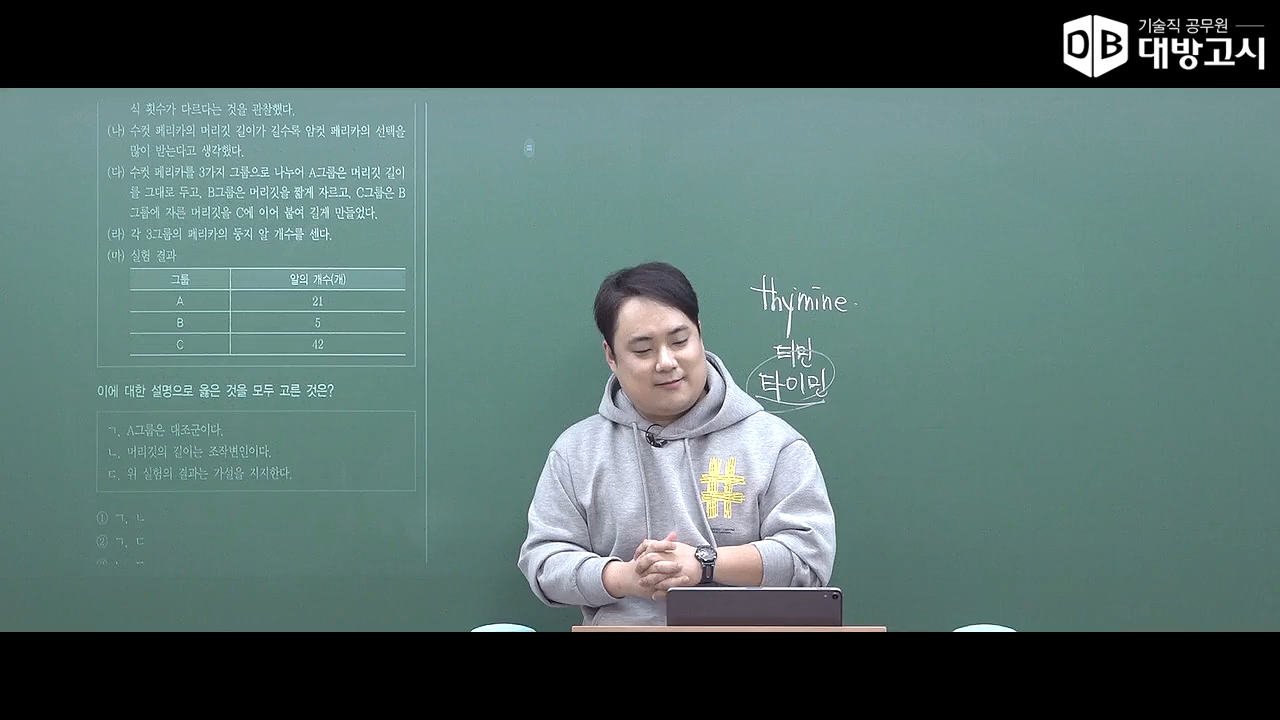 기술직 공무원
DB 대방고시
식 횟수가 다르다는 것을 관찰했다.
(나) 수컷 페리카의 머리깃 길이가 길수록 암컷 페리카의 선택을
많이 받는다고 생각했다.
(다) 수컷 페리카를 3가지 그룹으로 나누어 A그룹은 머리깃 길이
를 그대로 두고, B그룹은 머리깃을 짧게 자르고, C그룹은 B
그룹에 자른 머리깃을 C에 이어 붙여 길게 만들었다.
(라) 각 3그룹의 페리카의 둥지 알 개수를 센다.
(마) 실험 결과
그룹 알의 개수(개)
A 21
B 5
C 42
이에 대한 설명으로 옳은 것을 모두 고른 것은?
ㄱ. A그룹은 대조군이다.
ㄴ. 머리깃의 길이는 조작변인이다.
ㄷ. 위 실험의 결과는 가설을 지지한다.
① ㄱ, ㄴ
② ㄱ, ㄷ
thymine.
티민
타이민